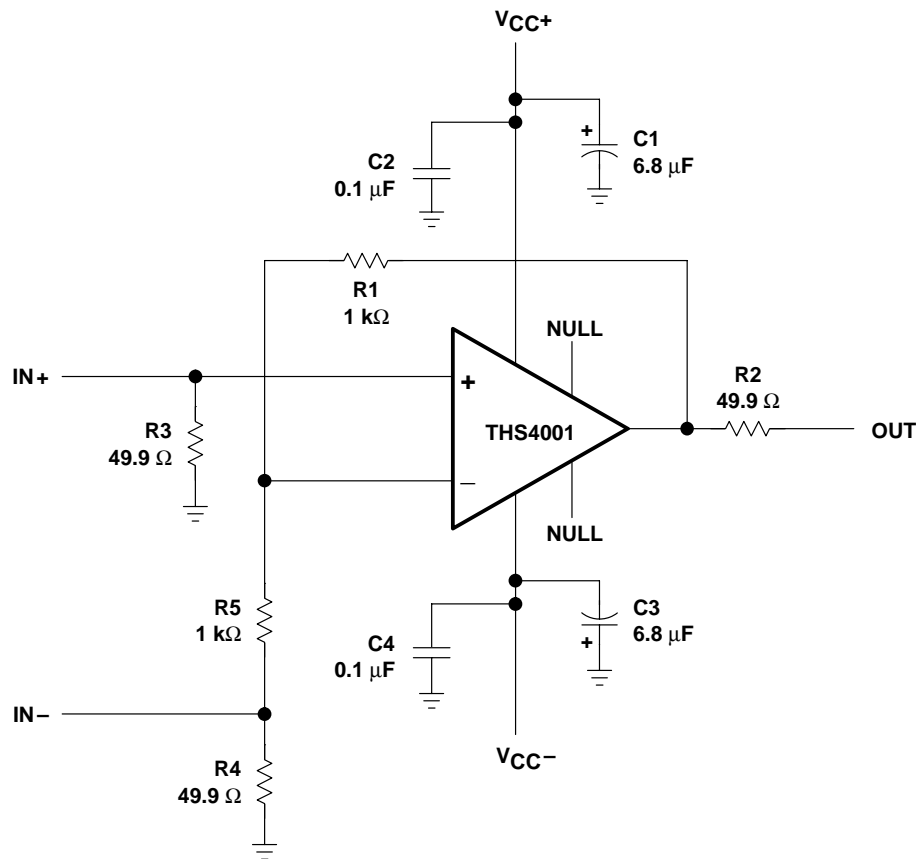 VCC+
C2
0.1 μF
+
C1
6.8 μF
R1
1 kΩ
NULL
IN+
+
R2
49.9 Ω
R3
49.9 Ω
THS4001
OUT
−
NULL
R5
1 kΩ
C4
0.1 μF
C3
6.8 μF
+
IN−
VCC−
R4
49.9 Ω